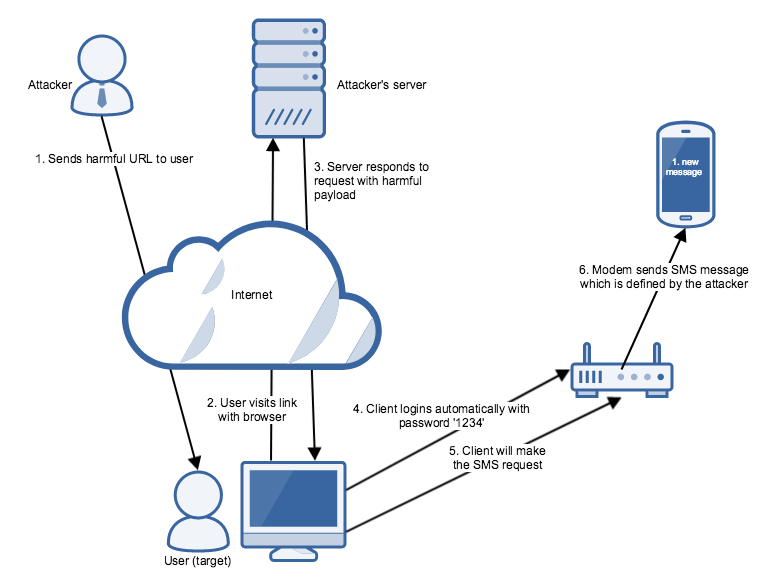 Attacker
Attacker's server
1. Sends harmful URL to user
3. Server responds to
request with harmful
payload
1. new
message
Internet
6. Modem sends SMS message
which is defined by the attacker
2. User visits link
with browser
4. Client logins automatically with
password '1234'
5. Client will make
the SMS request
User (target)